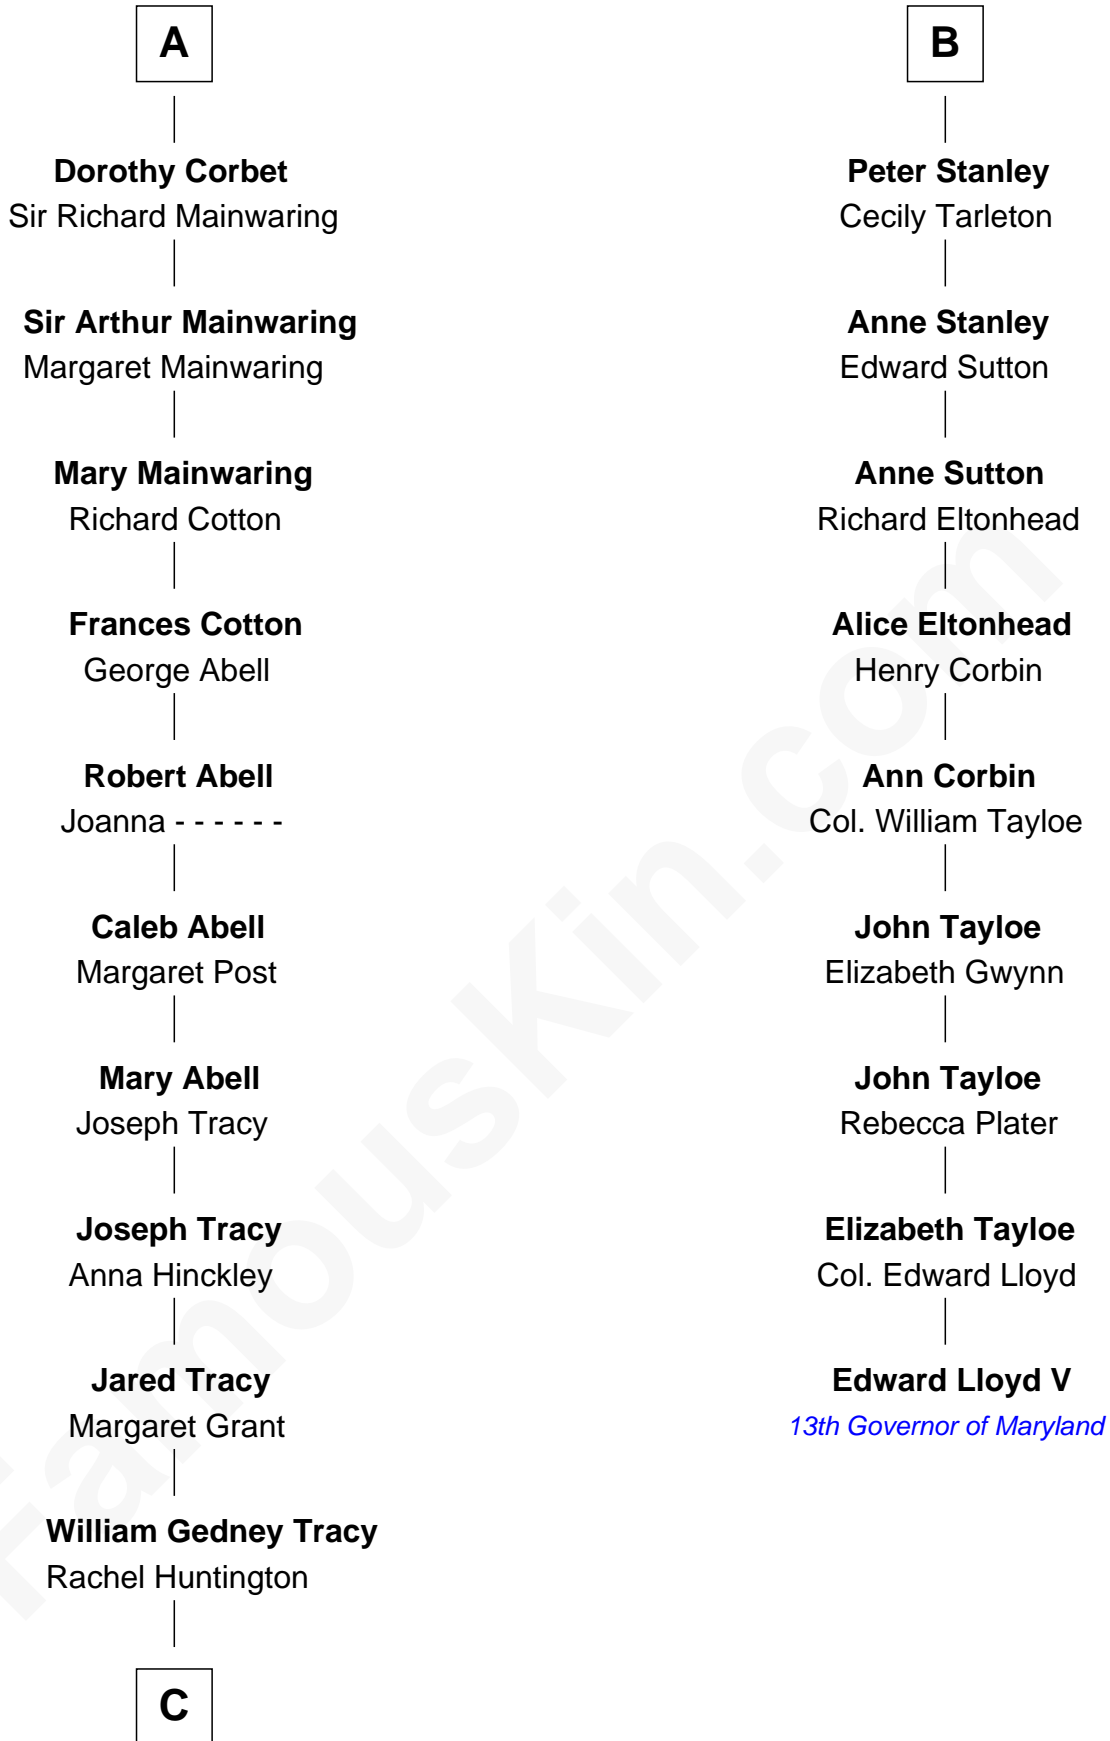 A
Dorothy Corbet
Sir Richard Mainwaring
Sir Arthur Mainwaring
Margaret Mainwaring
Mary Mainwaring
Richard Cotton
Frances Cotton
George Abell
Robert Abell
Joanna - - - - - -
Caleb Abell
Margaret Post
Mary Abell
Joseph Tracy
Joseph Tracy
Anna Hinckley
Jared Tracy
Margaret Grant
William Gedney Tracy
Rachel Huntington
C
B
Peter Stanley
Cecily Tarleton
Anne Stanley
Edward Sutton
Anne Sutton
Richard Eltonhead
Alice Eltonhead
Henry Corbin
Ann Corbin
Col. William Tayloe
John Tayloe
Elizabeth Gwynn
John Tayloe
Rebecca Plater
Elizabeth Tayloe
Col. Edward Lloyd
Edward Lloyd V
13th Governor of Maryland
FamousKin.com